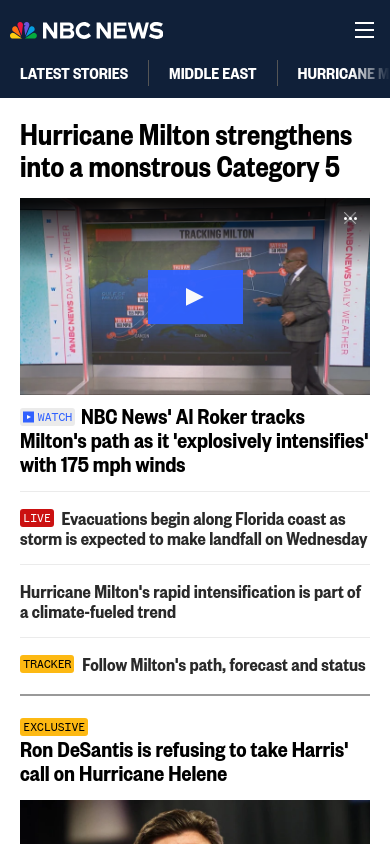 NBC NEWS
LATEST STORIES MIDDLE EAST HURRICANE M
Hurricane Milton strengthens
into a monstrous Category 5
TRACKING MILTON
NBC NEWS DAILY WEATHER
WATCH NBC News' Al Roker tracks
Milton's path as it 'explosively intensifies'
with 175 mph winds
LIVE Evacuations begin along Florida coast as
storm is expected to make landfall on Wednesday
Hurricane Milton's rapid intensification is part of
a climate-fueled trend
TRACKER Follow Milton's path, forecast and status
EXCLUSIVE
Ron DeSantis is refusing to take Harris'
call on Hurricane Helene